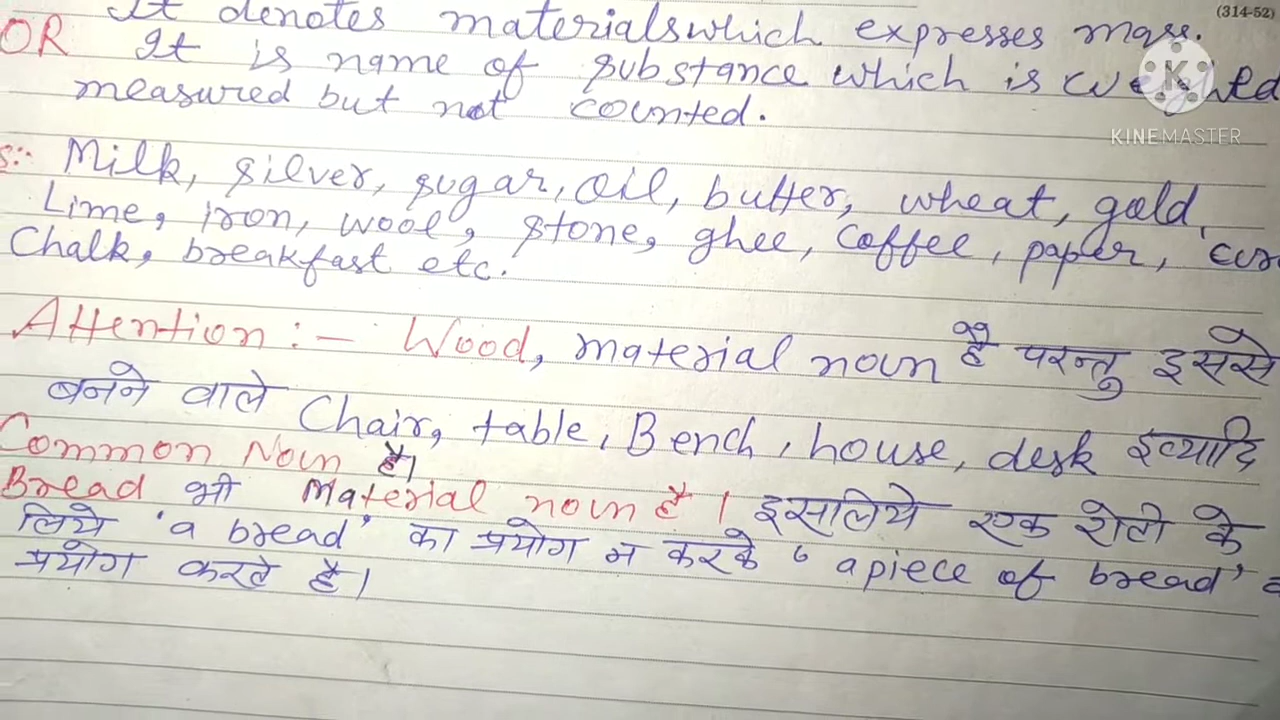 (314-52)
It denotes materials which expresses mass.
OR It is name of substance which is weighted
measured but not counted.
KINEMASTER
s:- Milk, silver, sugar, oil, butter, wheat, gold,
Lime, iron, wool, stone, ghee, Coffee, paper,
Chalk, breakfast etc.
Attention :- Wood, material noun है परन्तु इससे
बनने वाले Chair, table, Bench, house, desk इत्यादि
Common Noun है।
Bread भी Material noun है। इसलिये एक रोटी के
लिये 'a bread' का प्रयोग न करके 'a piece of bread'
प्रयोग करते है।